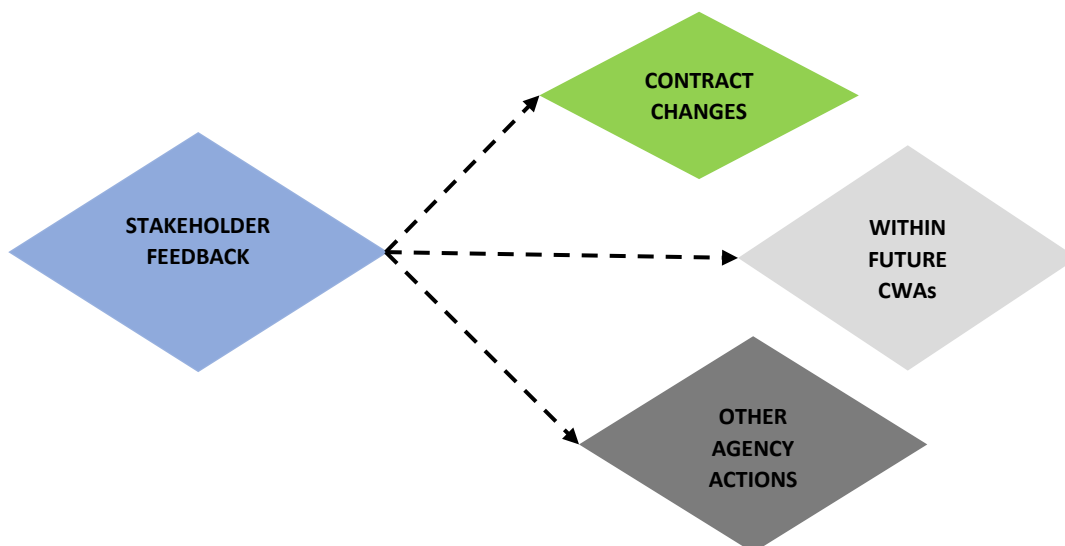 CONTRACT
CHANGES
STAKEHOLDER
FEEDBACK
WITHIN
FUTURE
CWAs
OTHER
AGENCY
ACTIONS